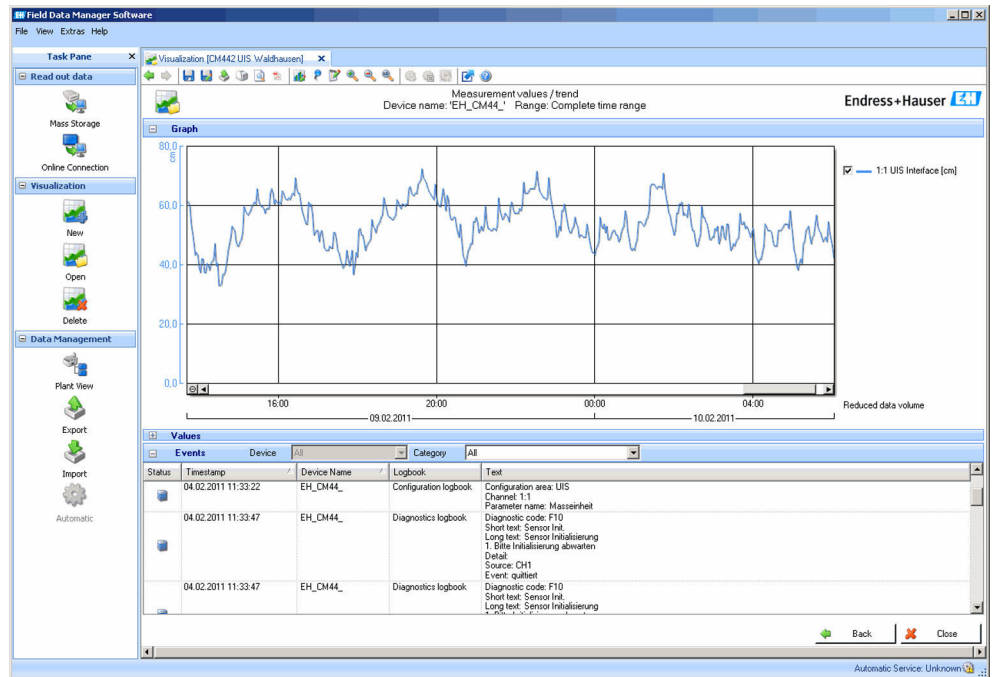 Field Data Manager Software
File View Extras Help
Task Pane
Read out data
Mass Storage
Online Connection
Visualization
New
Open
Delete
Data Management
Plant View
Export
Import
Automatic
Visualization [CM442 UIS Waldhausen]
Measurement values / trend
Device name: 'EH_CM44_' Range: Complete time range
Endress+Hauser EH
Graph
80,0
cm
60,0
40,0
20,0
0,0
1:1 UIS Interface [cm]
16:00 20:00 00:00 04:00
09.02.2011 10.02.2011
Reduced data volume
Values
Events Device All Category All
Status Timestamp Device Name Logbook Text
04.02.2011 11:33:22 EH_CM44_ Configuration logbook Configuration area: UIS
Channel: 1:1
Parameter name: Masseinheit
04.02.2011 11:33:47 EH_CM44_ Diagnostics logbook Diagnostic code: F10
Short text: Sensor Init.
Long text: Sensor Initialisierung
1. Bitte Initialisierung abwarten
Detail:
Source: CH1
Event: quittiert
04.02.2011 11:33:47 EH_CM44_ Diagnostics logbook Diagnostic code: F10
Short text: Sensor Init.
Long text: Sensor Initialisierung
Back Close
Automatic Service: Unknown